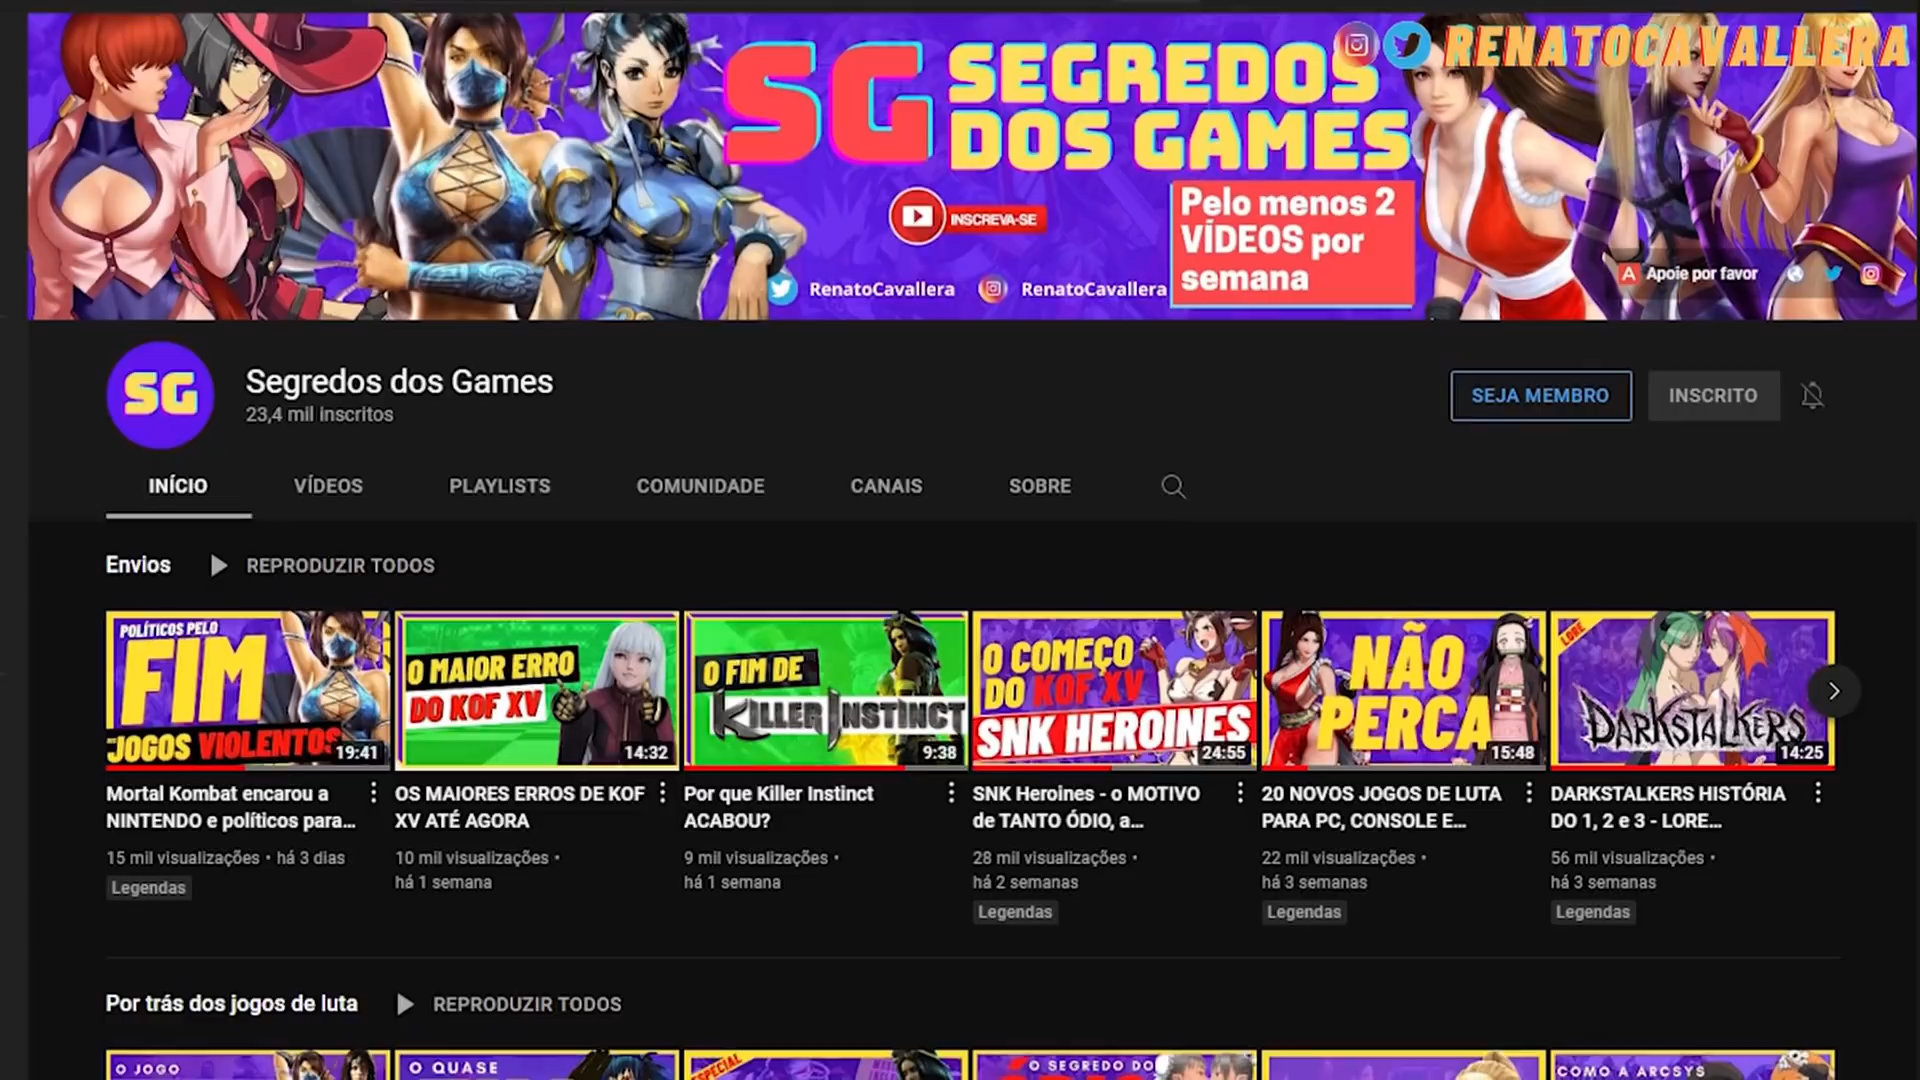 SG SEGREDOS
DOS GAMES
RENATOCAVALLERA
INSCREVA-SE
Pelo menos 2
VÍDEOS por
semana
RenatoCavallera
RenatoCavallera
Apoie por favor
SG
Segredos dos Games
23,4 mil inscritos
SEJA MEMBRO
INSCRITO
INÍCIO
VÍDEOS
PLAYLISTS
COMUNIDADE
CANAIS
SOBRE
Envios
REPRODUZIR TODOS
POLÍTICOS PELO
FIM
JOGOS VIOLENTOS
19:41
O MAIOR ERRO
DO KOF XV
14:32
O FIM DE
KILLER INSTINCT
9:38
O COMEÇO
DO KOF XV
SNK HEROINES
24:55
NÃO
PERCA
15:48
LORE
DARKSTALKERS
14:25
Mortal Kombat encarou a
NINTENDO e políticos para...
15 mil visualizações • há 3 dias
Legendas
OS MAIORES ERROS DE KOF
XV ATÉ AGORA
10 mil visualizações •
há 1 semana
Por que Killer Instinct
ACABOU?
9 mil visualizações •
há 1 semana
SNK Heroines - o MOTIVO
de TANTO ÓDIO, a...
28 mil visualizações •
há 2 semanas
Legendas
20 NOVOS JOGOS DE LUTA
PARA PC, CONSOLE E...
22 mil visualizações •
há 3 semanas
Legendas
DARKSTALKERS HISTÓRIA
DO 1, 2 e 3 - LORE...
56 mil visualizações •
há 3 semanas
Legendas
Por trás dos jogos de luta
REPRODUZIR TODOS
O JOGO
O QUASE
ESPECIAL
O SEGREDO DO
COMO A ARCSYS